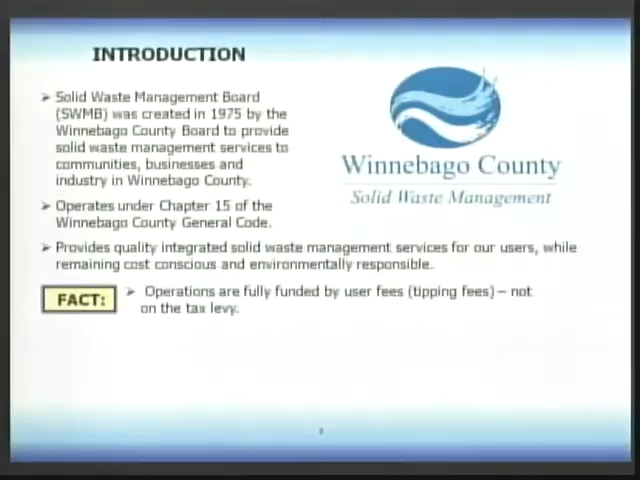 INTRODUCTION
➤ Solid Waste Management Board
(SWMB) was created in 1975 by the
Winnebago County Board to provide
solid waste management services to
communities, businesses and
industry in Winnebago County.
Winnebago County
Solid Waste Management
➤ Operates under Chapter 15 of the
Winnebago County General Code.
➤ Provides quality integrated solid waste management services for our users, while
remaining cost conscious and environmentally responsible.
FACT:
➤ Operations are fully funded by user fees (tipping fees) – not
on the tax levy.